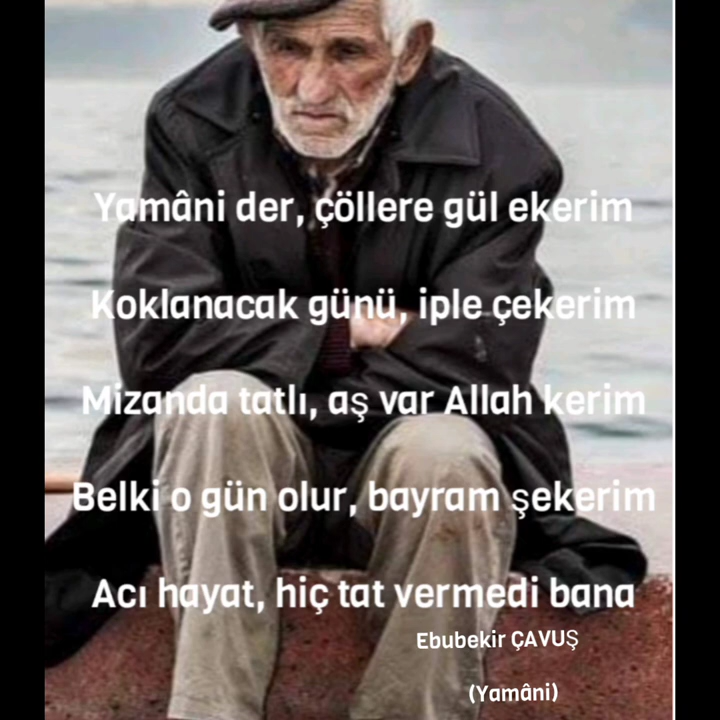 Yamâni der, çöllere gül ekerim
Koklanacak günü, iple çekerim
Mizanda tatlı, aş var Allah kerim
Belki o gün olur, bayram şekerim
Acı hayat, hiç tat vermedi bana
Ebubekir ÇAVUŞ
(Yamâni)